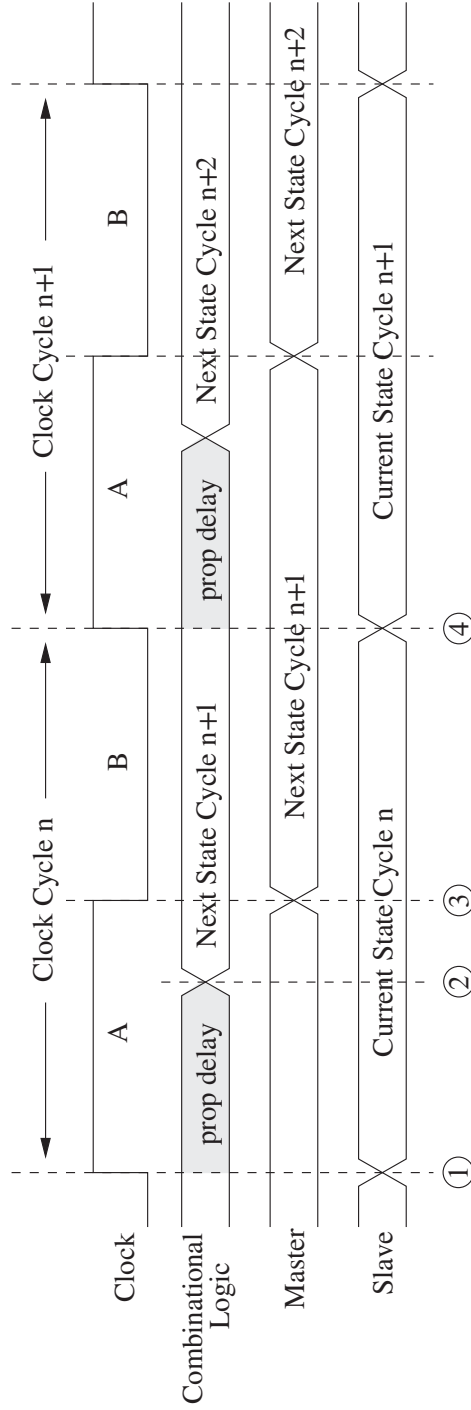 Clock Cycle n
Clock Cycle n+1
Clock
A
B
A
B
Combinational
Logic
prop delay
Next State Cycle n+1
prop delay
Next State Cycle n+2
Master
Next State Cycle n+1
Next State Cycle n+2
Slave
Current State Cycle n
Current State Cycle n+1
1
2
3
4